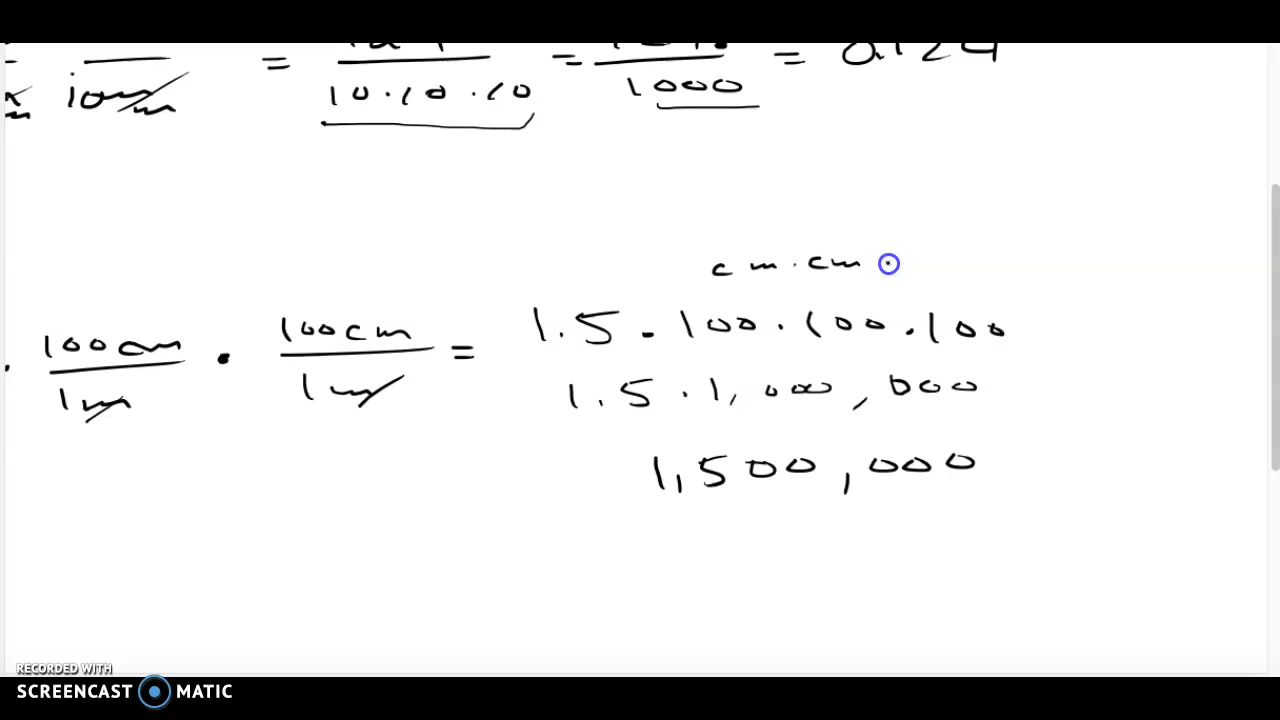 = 10mm = 10·10·10 = 1000 = 0.124
cm·cm
100cm · 100cm = 1.5·100·100·100
1m 1m 1.5·1,000,000
1,500,000
RECORDED WITH
SCREENCAST MATIC